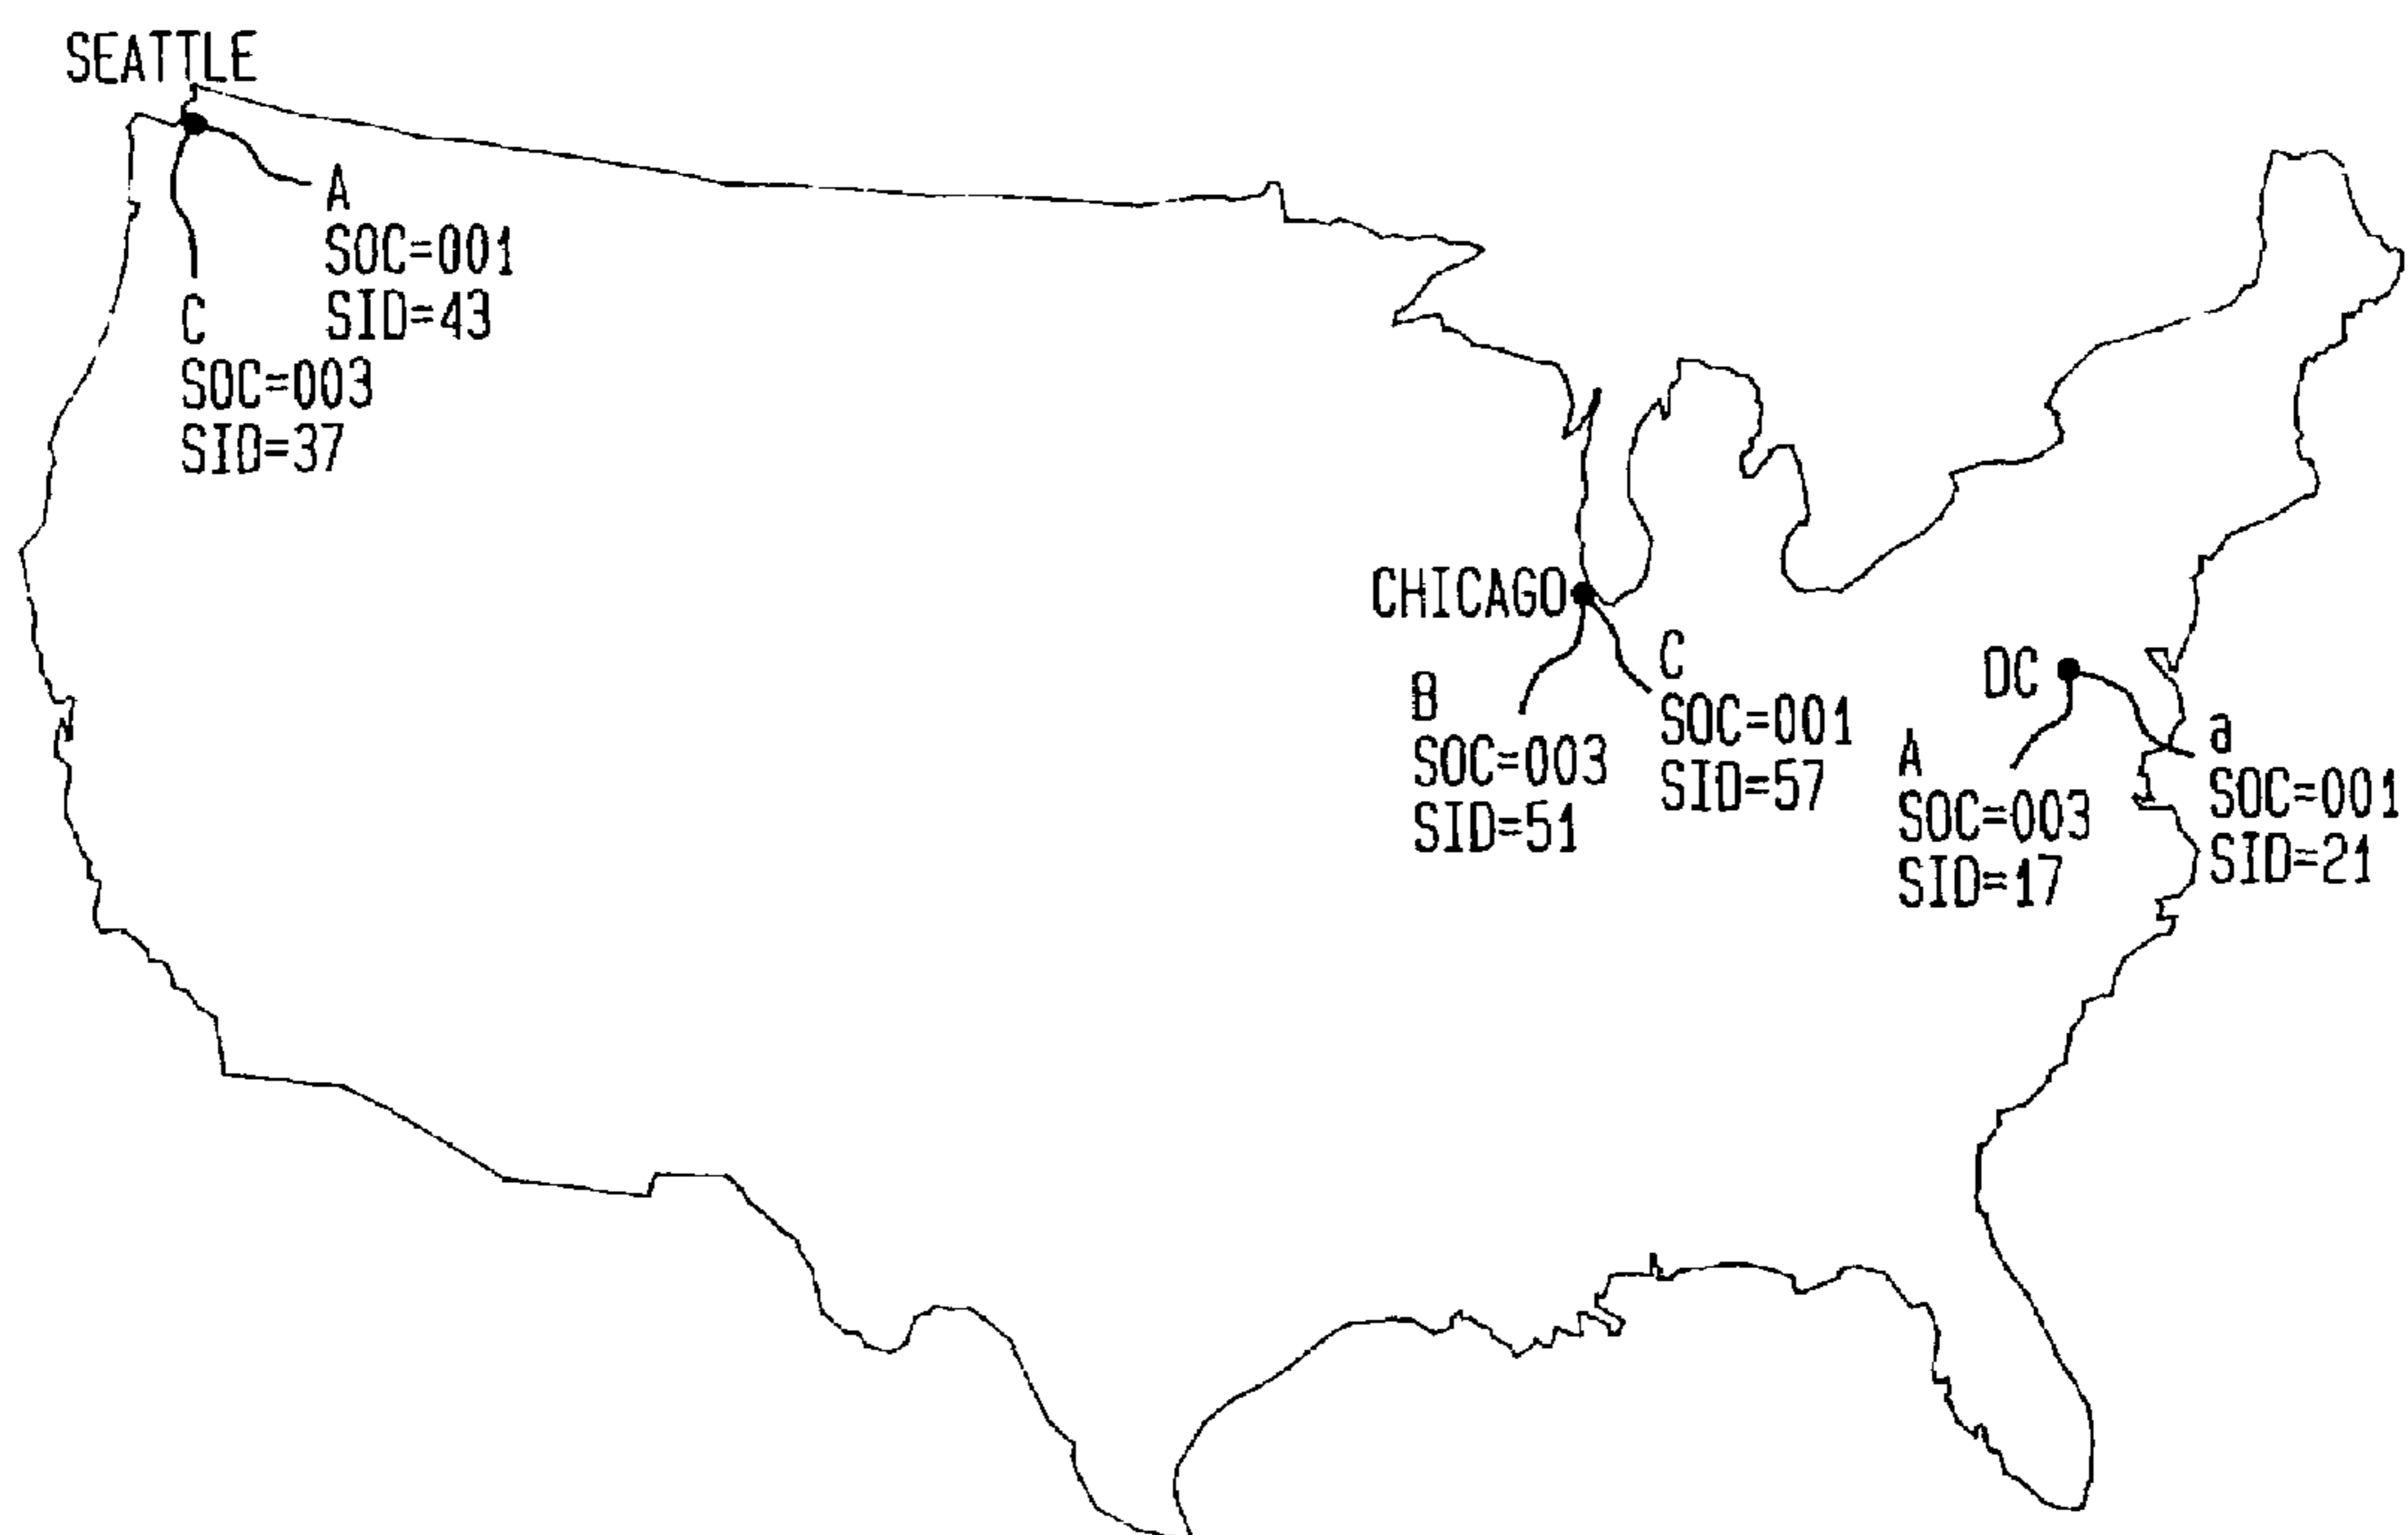 SEATTLE
A
SOC=001
SID=43
C
SOC=003
SID=37
CHICAGO
B
SOC=003
SID=51
C
SOC=001
SID=57
DC
A
SOC=003
SID=17
a
SOC=001
SID=21